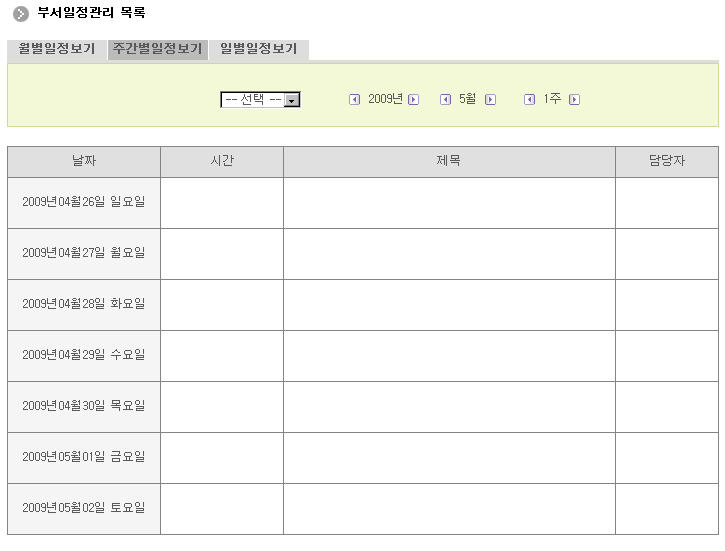 부서일정관리 목록
월별일정보기 주간별일정보기 일별일정보기
-- 선택 -- 2009년 5월 1주
날짜 시간 제목 담당자
2009년04월26일 일요일
2009년04월27일 월요일
2009년04월28일 화요일
2009년04월29일 수요일
2009년04월30일 목요일
2009년05월01일 금요일
2009년05월02일 토요일